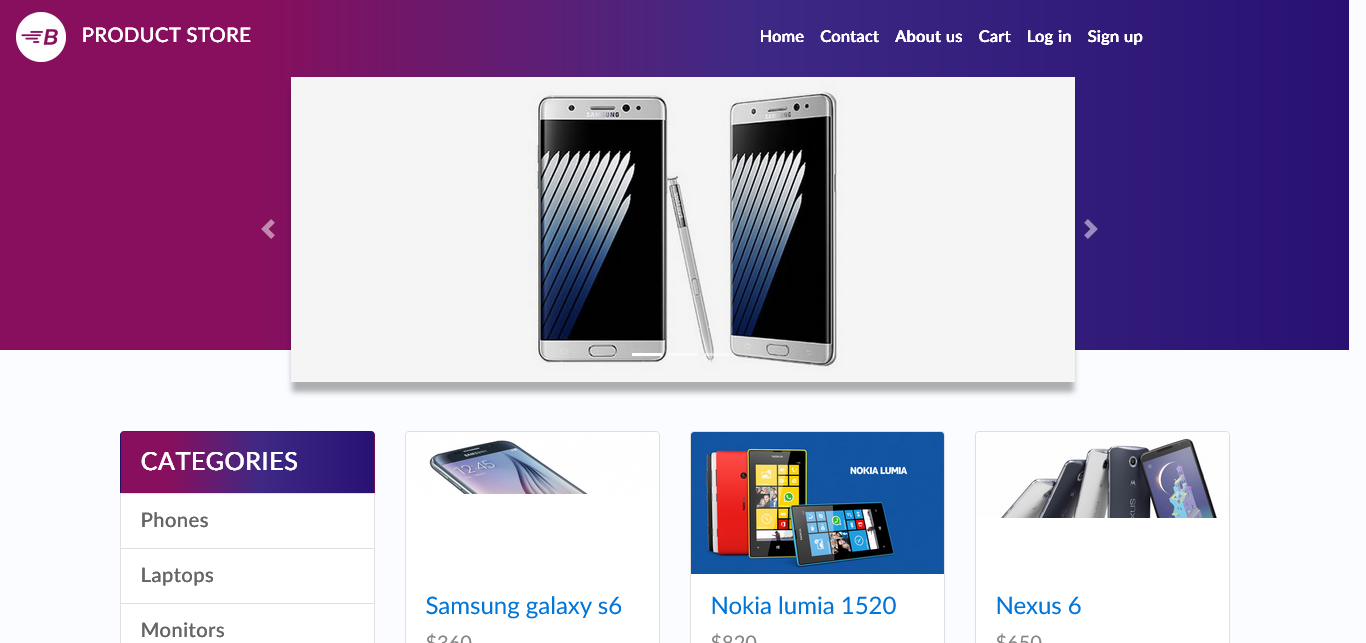 B PRODUCT STORE
Home Contact About us Cart Log in Sign up
SAMSUNG
SAMSUNG
CATEGORIES
Phones
Laptops
Monitors
12:45
Samsung galaxy s6
$360
NOKIA LUMIA
Nokia lumia 1520
$820
Nexus 6
$650